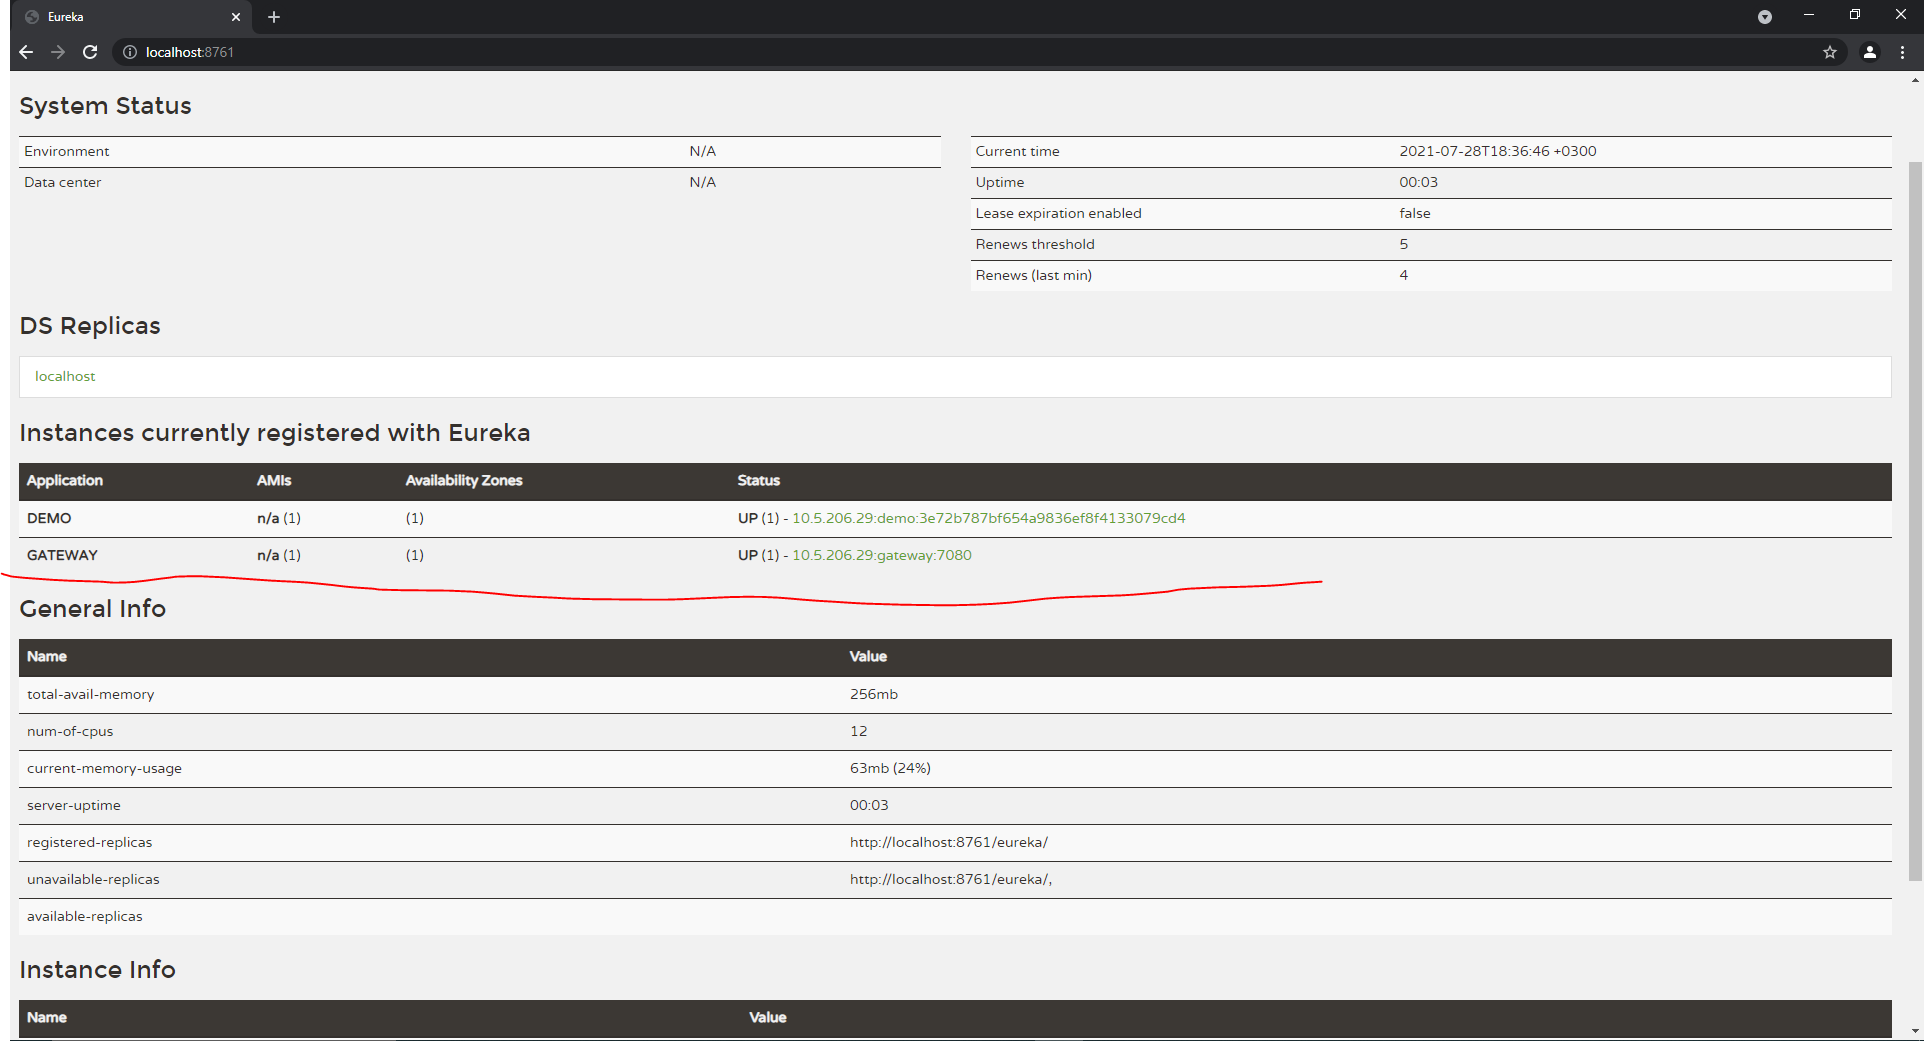 Eureka
localhost:8761
System Status
Environment N/A
Data center N/A
Current time 2021-07-28T18:36:46 +0300
Uptime 00:03
Lease expiration enabled false
Renews threshold 5
Renews (last min) 4
DS Replicas
localhost
Instances currently registered with Eureka
Application AMIs Availability Zones Status
DEMO n/a (1) (1) UP (1) - 10.5.206.29:demo:3e72b787bf654a9836ef8f4133079cd4
GATEWAY n/a (1) (1) UP (1) - 10.5.206.29:gateway:7080
General Info
Name Value
total-avail-memory 256mb
num-of-cpus 12
current-memory-usage 63mb (24%)
server-uptime 00:03
registered-replicas http://localhost:8761/eureka/
unavailable-replicas http://localhost:8761/eureka/,
available-replicas
Instance Info
Name Value